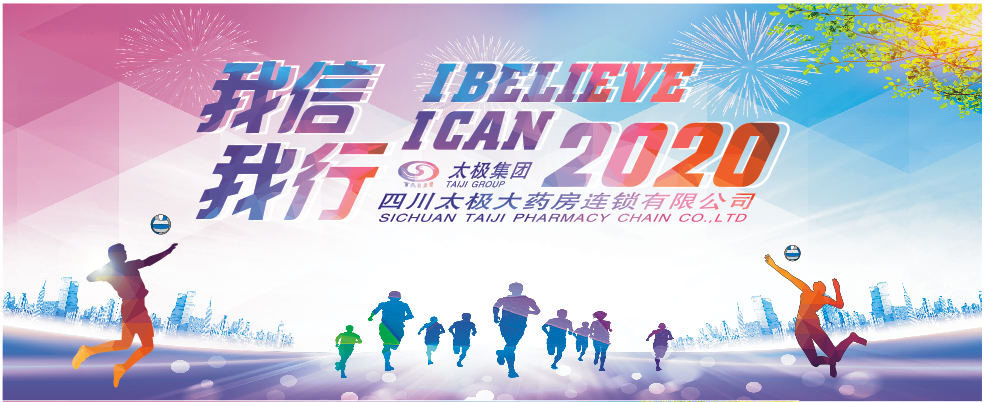 我信
我行
I BELIEVE
I CAN 2020
太极集团
TAIJI GROUP
四川太极大药房连锁有限公司
SICHUAN TAIJI PHARMACY CHAIN CO.,LTD